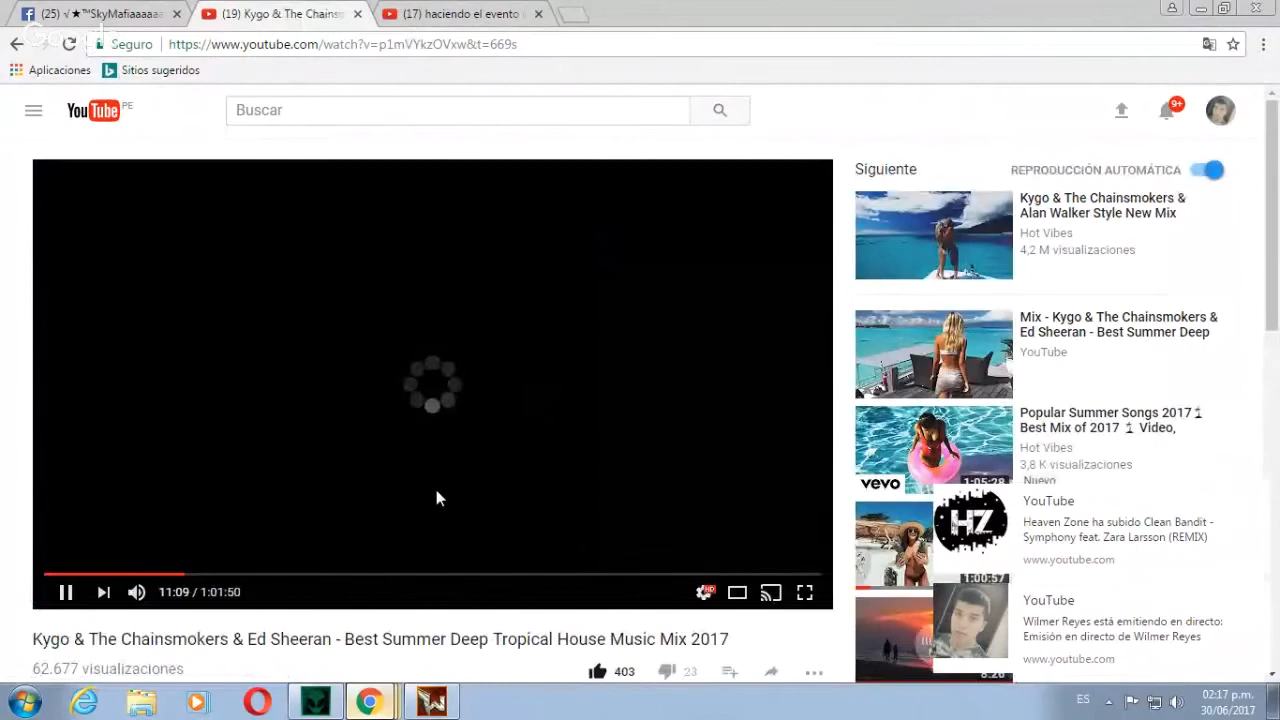 (25) ★™SkyMafiaaaaa
(19) Kygo & The Chains
(17) haciendo el evento
Google
Seguro
https://www.youtube.com/watch?v=p1mVYkzOVxw&t=669s
Aplicaciones
Sitios sugeridos
YouTube PE
Buscar
9+
Siguiente
REPRODUCCIÓN AUTOMÁTICA
Kygo & The Chainsmokers &
Alan Walker Style New Mix
Hot Vibes
4,2 M visualizaciones
Mix - Kygo & The Chainsmokers &
Ed Sheeran - Best Summer Deep
YouTube
Popular Summer Songs 2017
Best Mix of 2017 Video,
Hot Vibes
3,8 K visualizaciones
Nuevo
vevo
1:05:28
HZ
YouTube
Heaven Zone ha subido Clean Bandit -
Symphony feat. Zara Larsson (REMIX)
www.youtube.com
1:00:57
YouTube
Wilmer Reyes está emitiendo en directo:
Emisión en directo de Wilmer Reyes
www.youtube.com
8:26
11:09 / 1:01:50
HD
Kygo & The Chainsmokers & Ed Sheeran - Best Summer Deep Tropical House Music Mix 2017
62.677 visualizaciones
403
23
ES
02:17 p.m.
30/06/2017